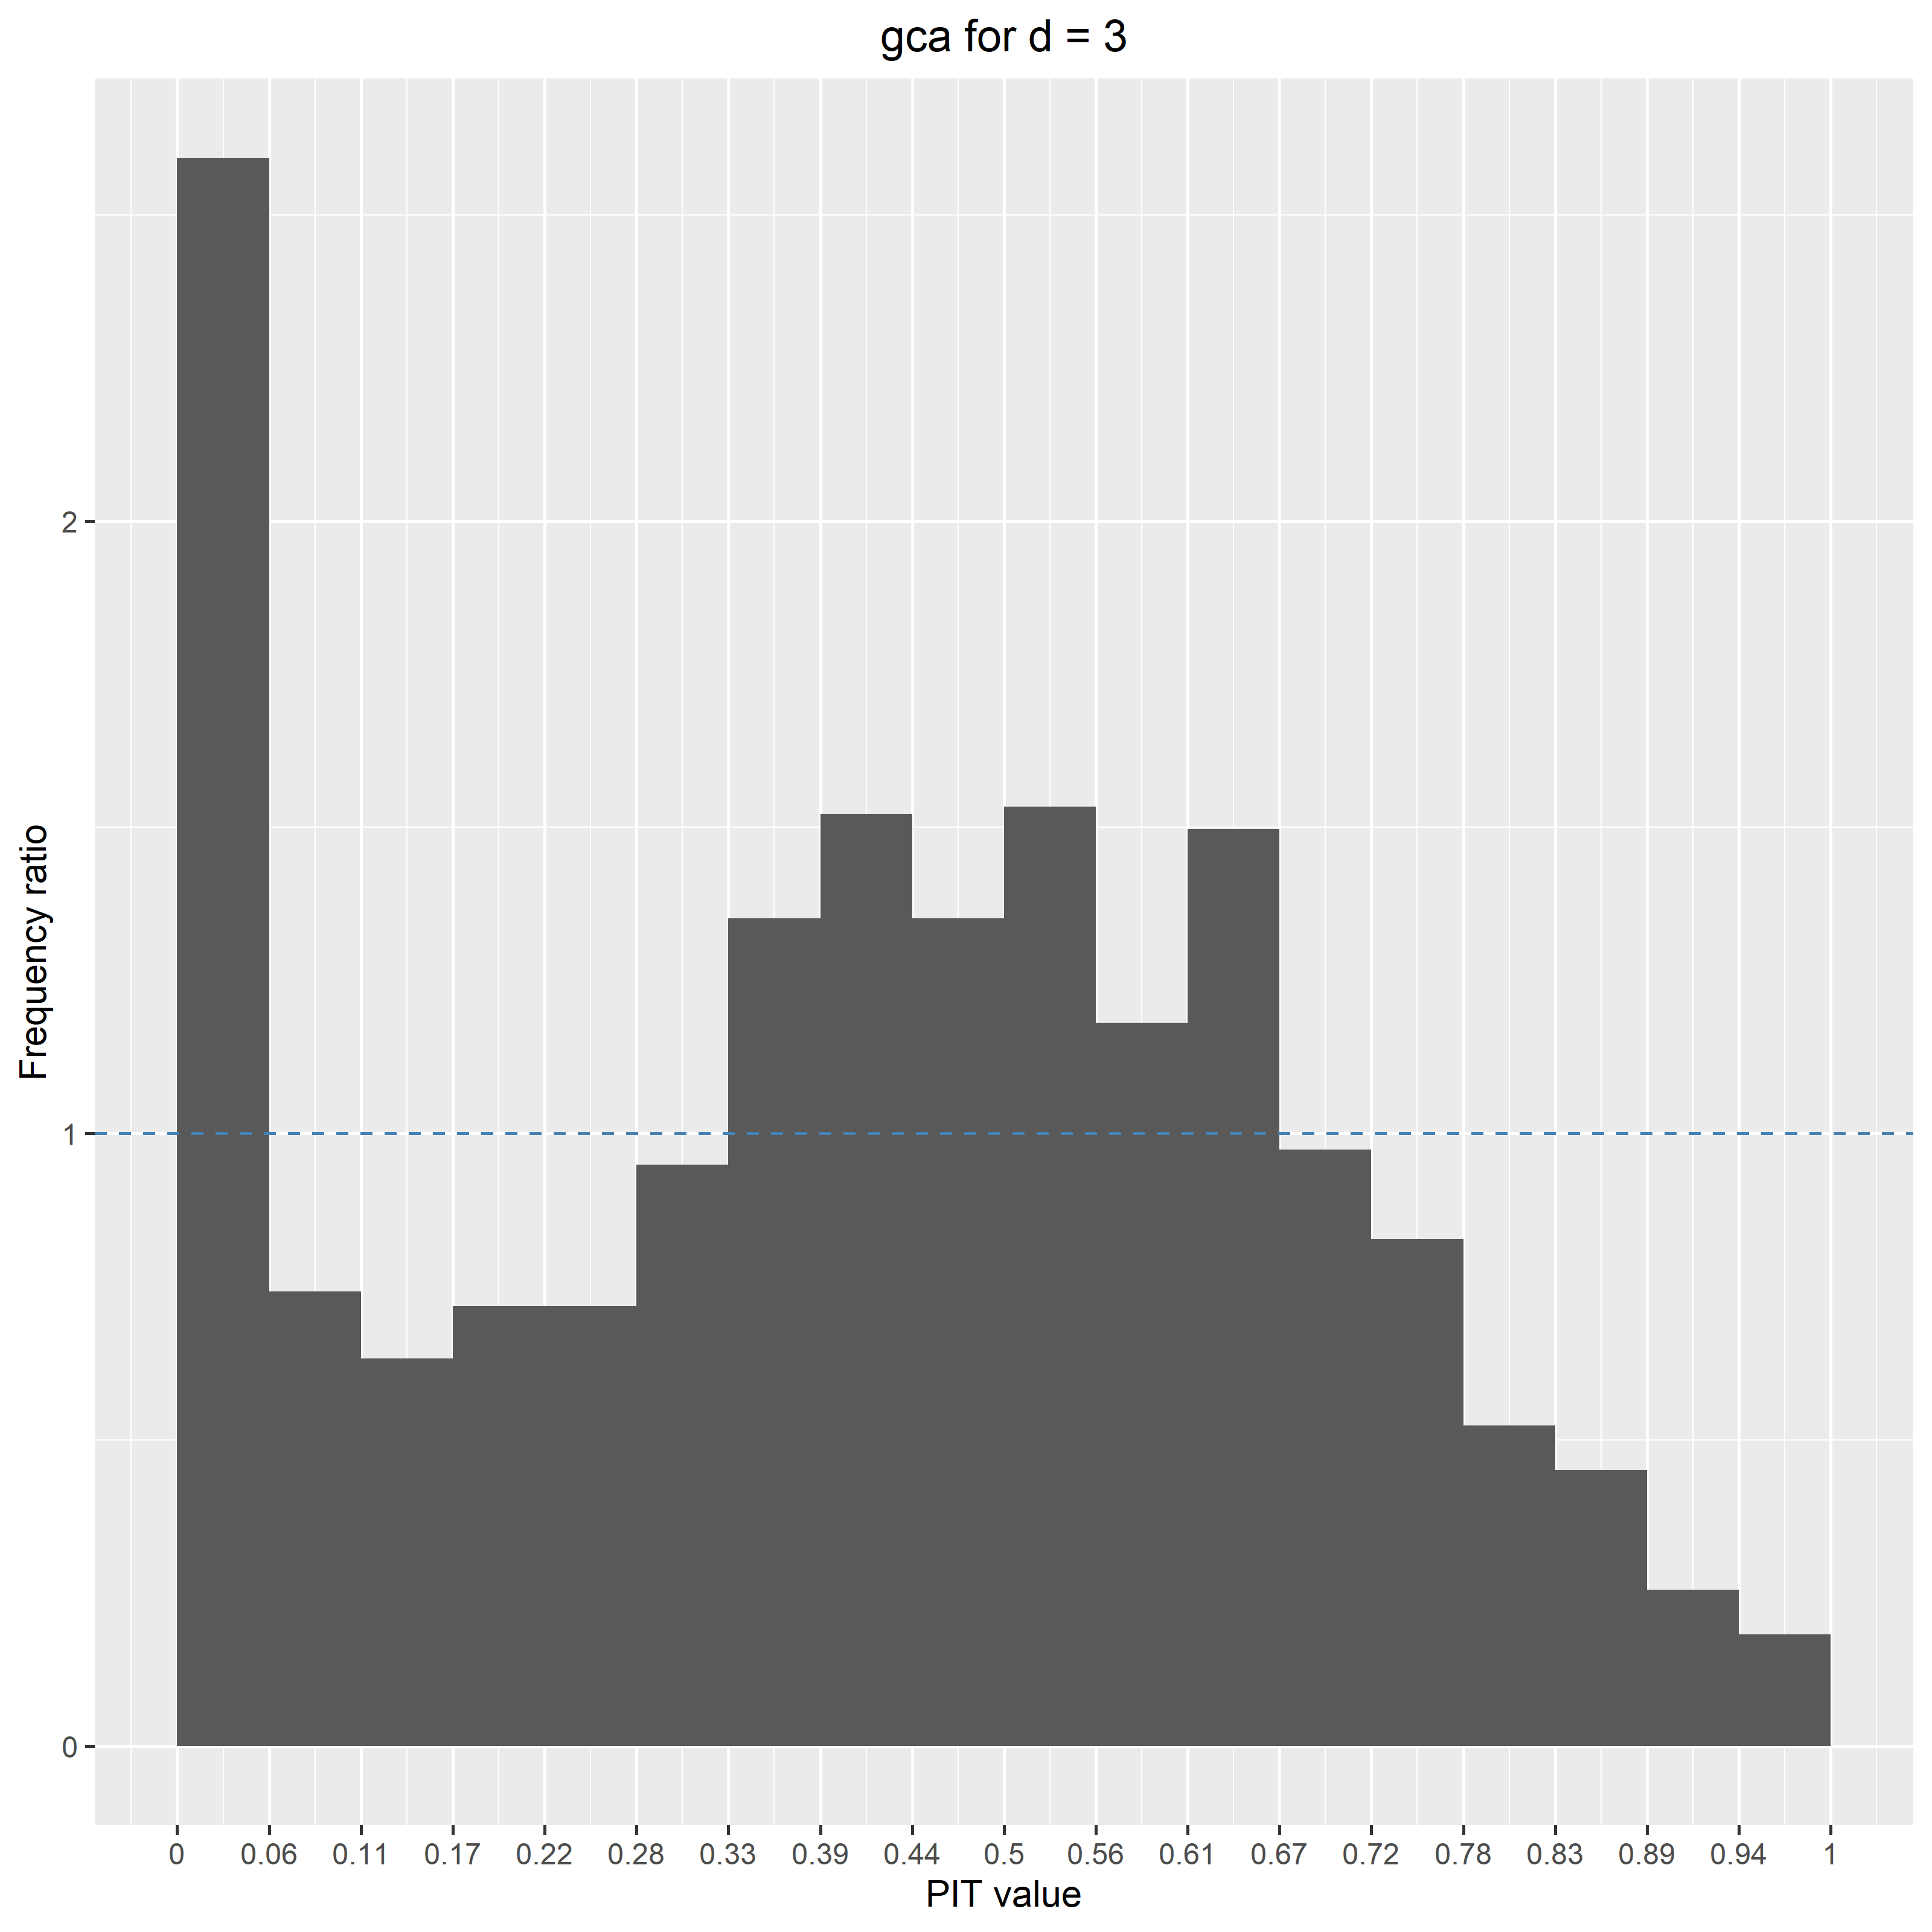 gca for d = 3
Frequency ratio
2
1
0
0 0.06 0.11 0.17 0.22 0.28 0.33 0.39 0.44 0.5 0.56 0.61 0.67 0.72 0.78 0.83 0.89 0.94 1
PIT value